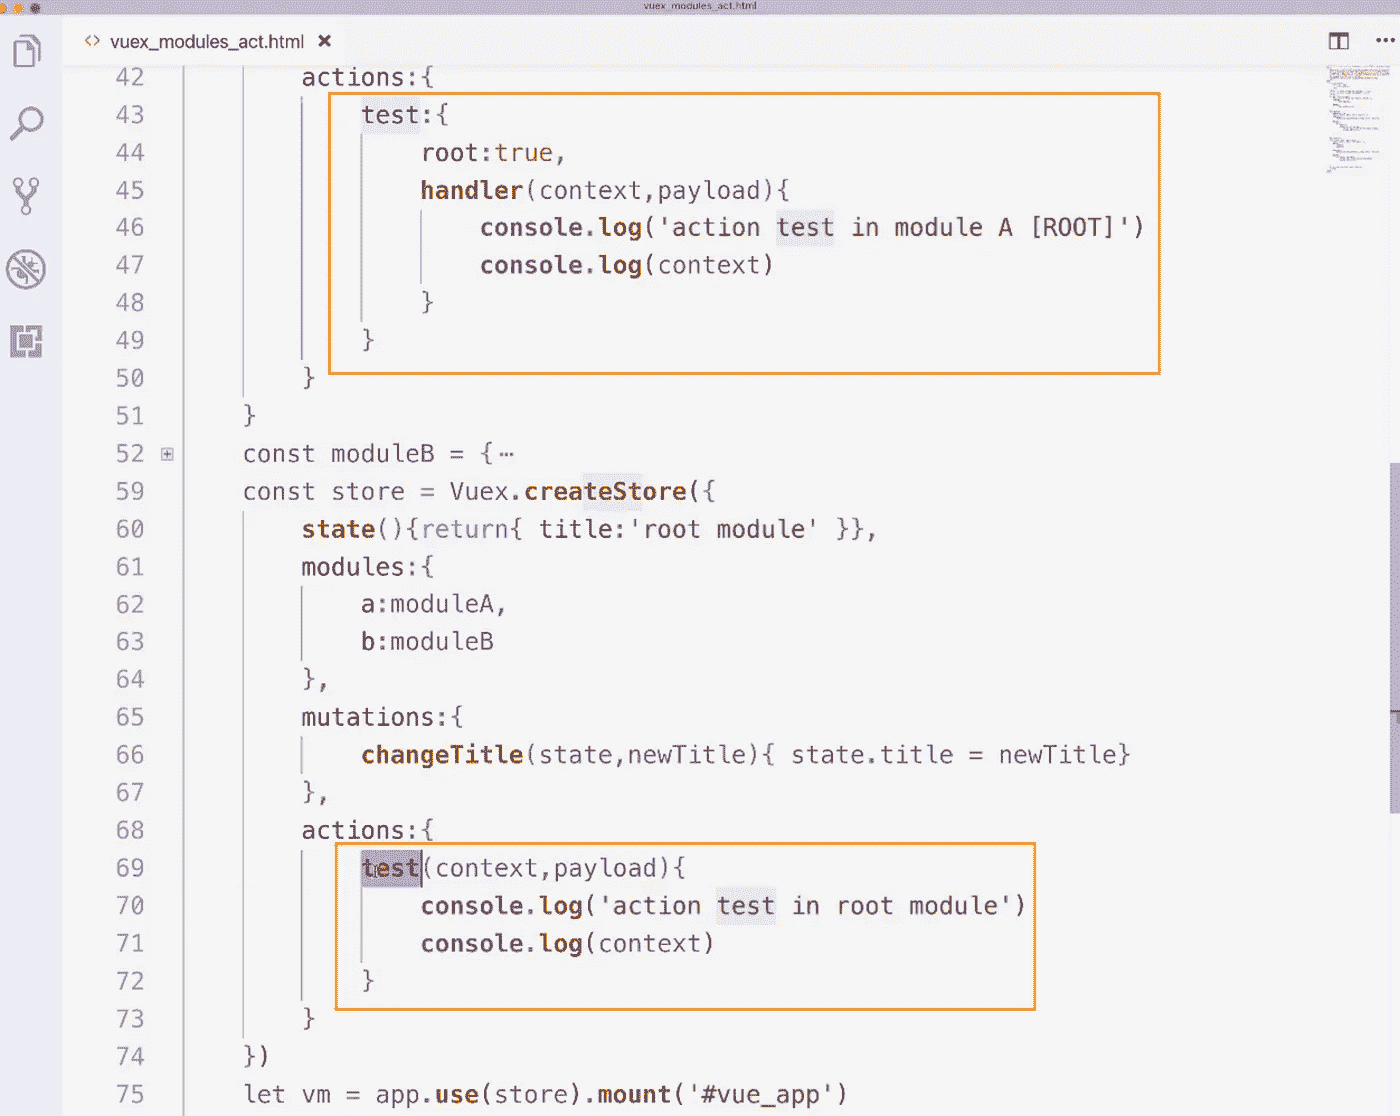 vuex_modules_act.html
<> vuex_modules_act.html ×
42 actions:{
43 test:{
44 root:true,
45 handler(context,payload){
46 console.log('action test in module A [ROOT]')
47 console.log(context)
48 }
49 }
50 }
51 }
52 const moduleB = {⋯
59 const store = Vuex.createStore({
60 state(){return{ title:'root module' }},
61 modules:{
62 a:moduleA,
63 b:moduleB
64 },
65 mutations:{
66 changeTitle(state,newTitle){ state.title = newTitle}
67 },
68 actions:{
69 test(context,payload){
70 console.log('action test in root module')
71 console.log(context)
72 }
73 }
74 })
75 let vm = app.use(store).mount('#vue_app')